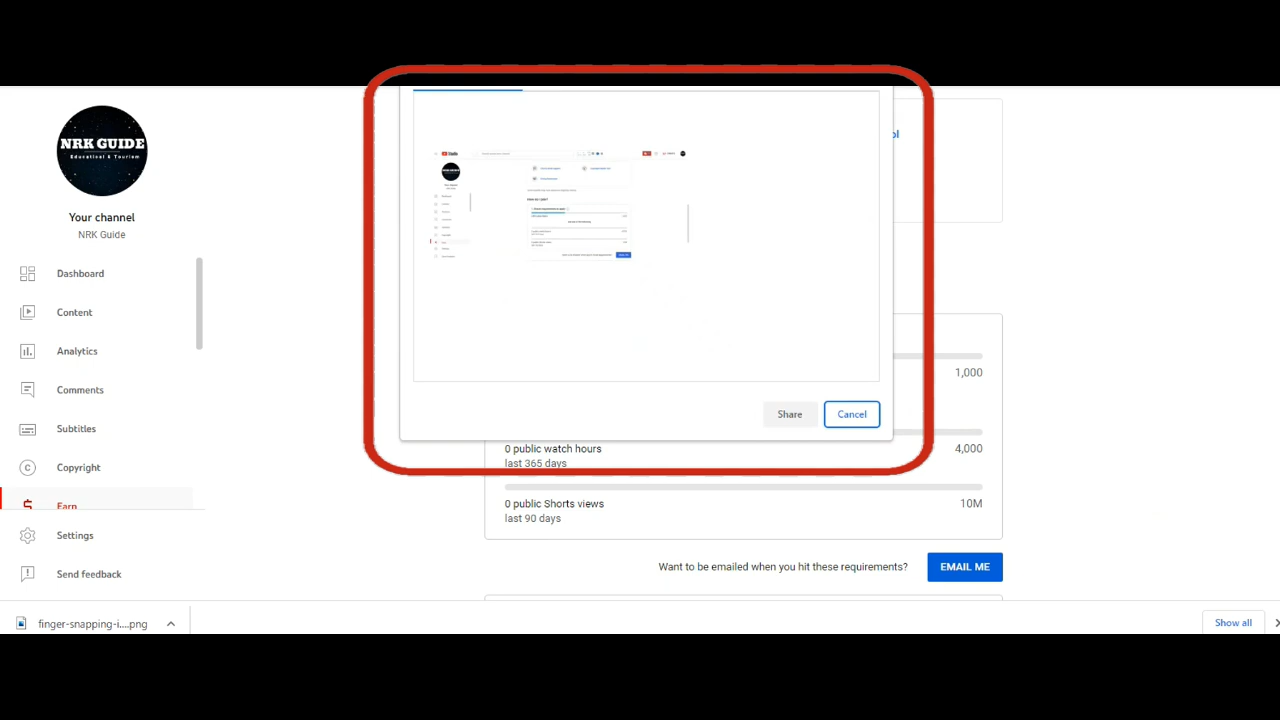 NRK GUIDE
Educational & Tourism
Your channel
NRK Guide
Dashboard
Content
Analytics
Comments
Subtitles
Copyright
Earn
Settings
Send feedback
Share
Cancel
1,000
0 public watch hours
last 365 days
4,000
0 public Shorts views
last 90 days
10M
Want to be emailed when you hit these requirements?
EMAIL ME
finger-snapping-i....png
Show all